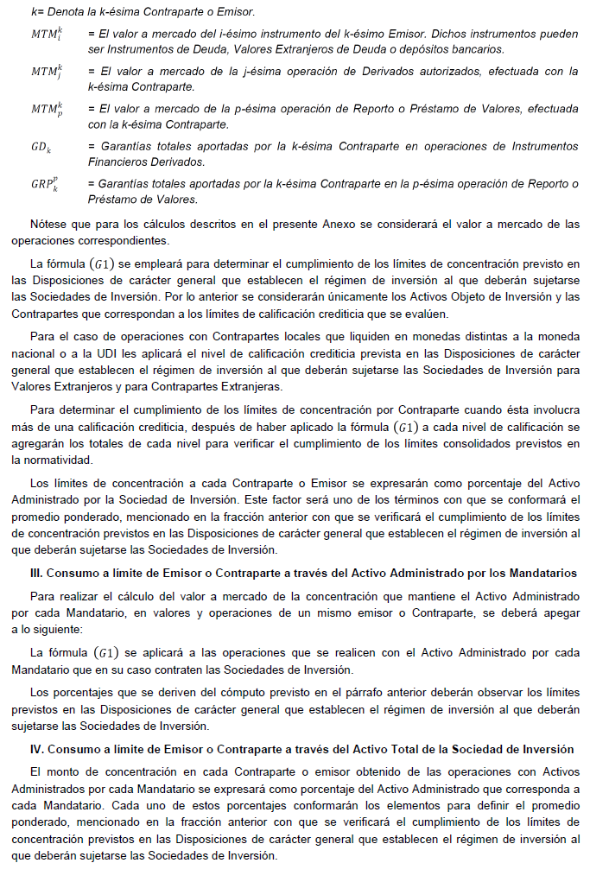 k= Denota la k-ésima Contraparte o Emisor.
MTM_i^k = El valor a mercado del i-ésimo instrumento del k-ésimo Emisor. Dichos instrumentos pueden
ser Instrumentos de Deuda, Valores Extranjeros de Deuda o depósitos bancarios.
MTM_j^k = El valor a mercado de la j-ésima operación de Derivados autorizados, efectuada con la
k-ésima Contraparte.
MTM_p^k = El valor a mercado de la p-ésima operación de Reporto o Préstamo de Valores, efectuada
con la k-ésima Contraparte.
GD_k = Garantías totales aportadas por la k-ésima Contraparte en operaciones de Instrumentos
Financieros Derivados.
GRP_k^p = Garantías totales aportadas por la k-ésima Contraparte en la p-ésima operación de Reporto o
Préstamo de Valores.
Nótese que para los cálculos descritos en el presente Anexo se considerará el valor a mercado de las
operaciones correspondientes.
La fórmula (G1) se empleará para determinar el cumplimiento de los límites de concentración previsto en
las Disposiciones de carácter general que establecen el régimen de inversión al que deberán sujetarse
las Sociedades de Inversión. Por lo anterior se considerarán únicamente los Activos Objeto de Inversión y las
Contrapartes que correspondan a los límites de calificación crediticia que se evalúen.
Para el caso de operaciones con Contrapartes locales que liquiden en monedas distintas a la moneda
nacional o a la UDI les aplicará el nivel de calificación crediticia prevista en las Disposiciones de carácter
general que establecen el régimen de inversión al que deberán sujetarse las Sociedades de Inversión para
Valores Extranjeros y para Contrapartes Extranjeras.
Para determinar el cumplimiento de los límites de concentración por Contraparte cuando ésta involucra
más de una calificación crediticia, después de haber aplicado la fórmula (G1) a cada nivel de calificación se
agregarán los totales de cada nivel para verificar el cumplimiento de los límites consolidados previstos en
la normatividad.
Los límites de concentración a cada Contraparte o Emisor se expresarán como porcentaje del Activo
Administrado por la Sociedad de Inversión. Este factor será uno de los términos con que se conformará el
promedio ponderado, mencionado en la fracción anterior con que se verificará el cumplimiento de los límites
de concentración previstos en las Disposiciones de carácter general que establecen el régimen de inversión al
que deberán sujetarse las Sociedades de Inversión.
III. Consumo a límite de Emisor o Contraparte a través del Activo Administrado por los Mandatarios
Para realizar el cálculo del valor a mercado de la concentración que mantiene el Activo Administrado
por cada Mandatario, en valores y operaciones de un mismo emisor o Contraparte, se deberá apegar
a lo siguiente:
La fórmula (G1) se aplicará a las operaciones que se realicen con el Activo Administrado por cada
Mandatario que en su caso contraten las Sociedades de Inversión.
Los porcentajes que se deriven del cómputo previsto en el párrafo anterior deberán observar los límites
previstos en las Disposiciones de carácter general que establecen el régimen de inversión al que deberán
sujetarse las Sociedades de Inversión.
IV. Consumo a límite de Emisor o Contraparte a través del Activo Total de la Sociedad de Inversión
El monto de concentración en cada Contraparte o emisor obtenido de las operaciones con Activos
Administrados por cada Mandatario se expresará como porcentaje del Activo Administrado que corresponda a
cada Mandatario. Cada uno de estos porcentajes conformarán los elementos para definir el promedio
ponderado, mencionado en la fracción anterior con que se verificará el cumplimiento de los límites de
concentración previstos en las Disposiciones de carácter general que establecen el régimen de inversión al
que deberán sujetarse las Sociedades de Inversión.